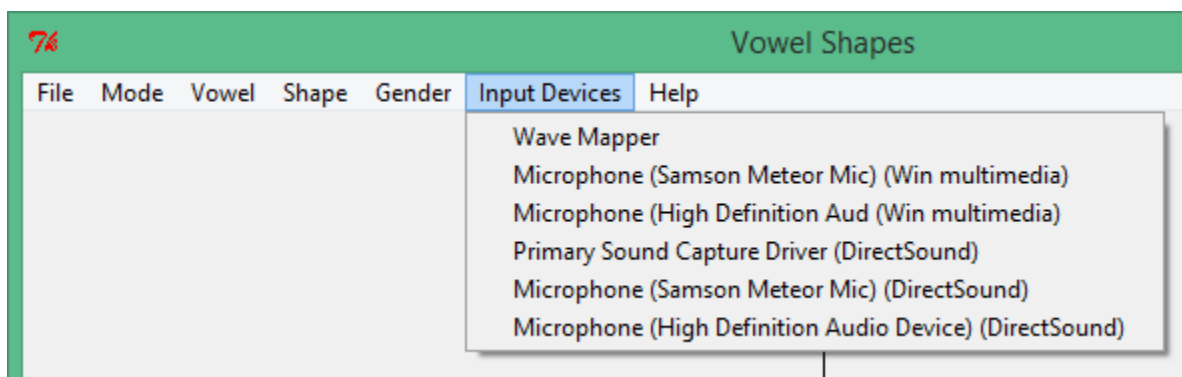 7k Vowel Shapes
File Mode Vowel Shape Gender Input Devices Help
Wave Mapper
Microphone (Samson Meteor Mic) (Win multimedia)
Microphone (High Definition Aud (Win multimedia)
Primary Sound Capture Driver (DirectSound)
Microphone (Samson Meteor Mic) (DirectSound)
Microphone (High Definition Audio Device) (DirectSound)